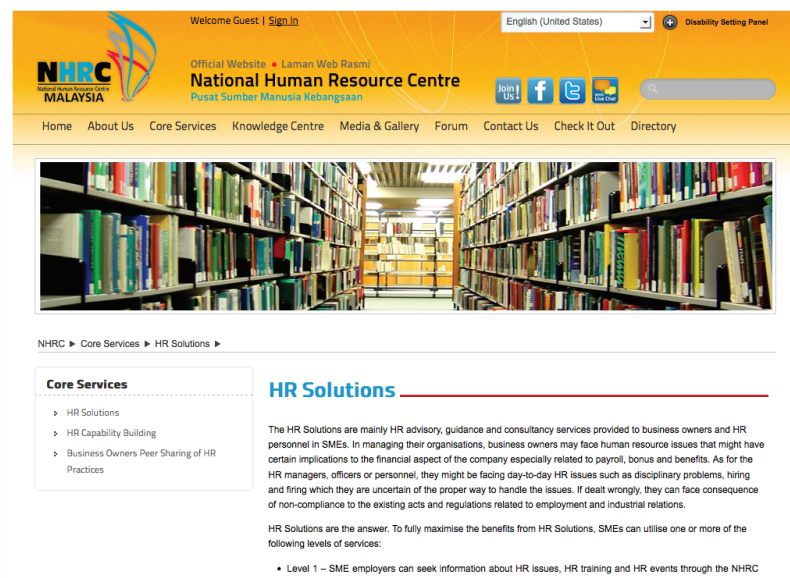 Welcome Guest | Sign In
English (United States)
Disability Setting Panel
Official Website • Laman Web Rasmi
National Human Resource Centre
Pusat Sumber Manusia Kebangsaan
NHRC
National Human Resource Centre
MALAYSIA
Join Us!
Live Chat
Home About Us Core Services Knowledge Centre Media & Gallery Forum Contact Us Check It Out Directory
NHRC ▶ Core Services ▶ HR Solutions ▶
Core Services
HR Solutions
HR Capability Building
Business Owners Peer Sharing of HR
Practices
HR Solutions
The HR Solutions are mainly HR advisory, guidance and consultancy services provided to business owners and HR
personnel in SMEs. In managing their organisations, business owners may face human resource issues that might have
certain implications to the financial aspect of the company especially related to payroll, bonus and benefits. As for the
HR managers, officers or personnel, they might be facing day-to-day HR issues such as disciplinary problems, hiring
and firing which they are uncertain of the proper way to handle the issues. If dealt wrongly, they can face consequence
of non-compliance to the existing acts and regulations related to employment and industrial relations.
HR Solutions are the answer. To fully maximise the benefits from HR Solutions, SMEs can utilise one or more of the
following levels of services:
• Level 1 – SME employers can seek information about HR issues, HR training and HR events through the NHRC